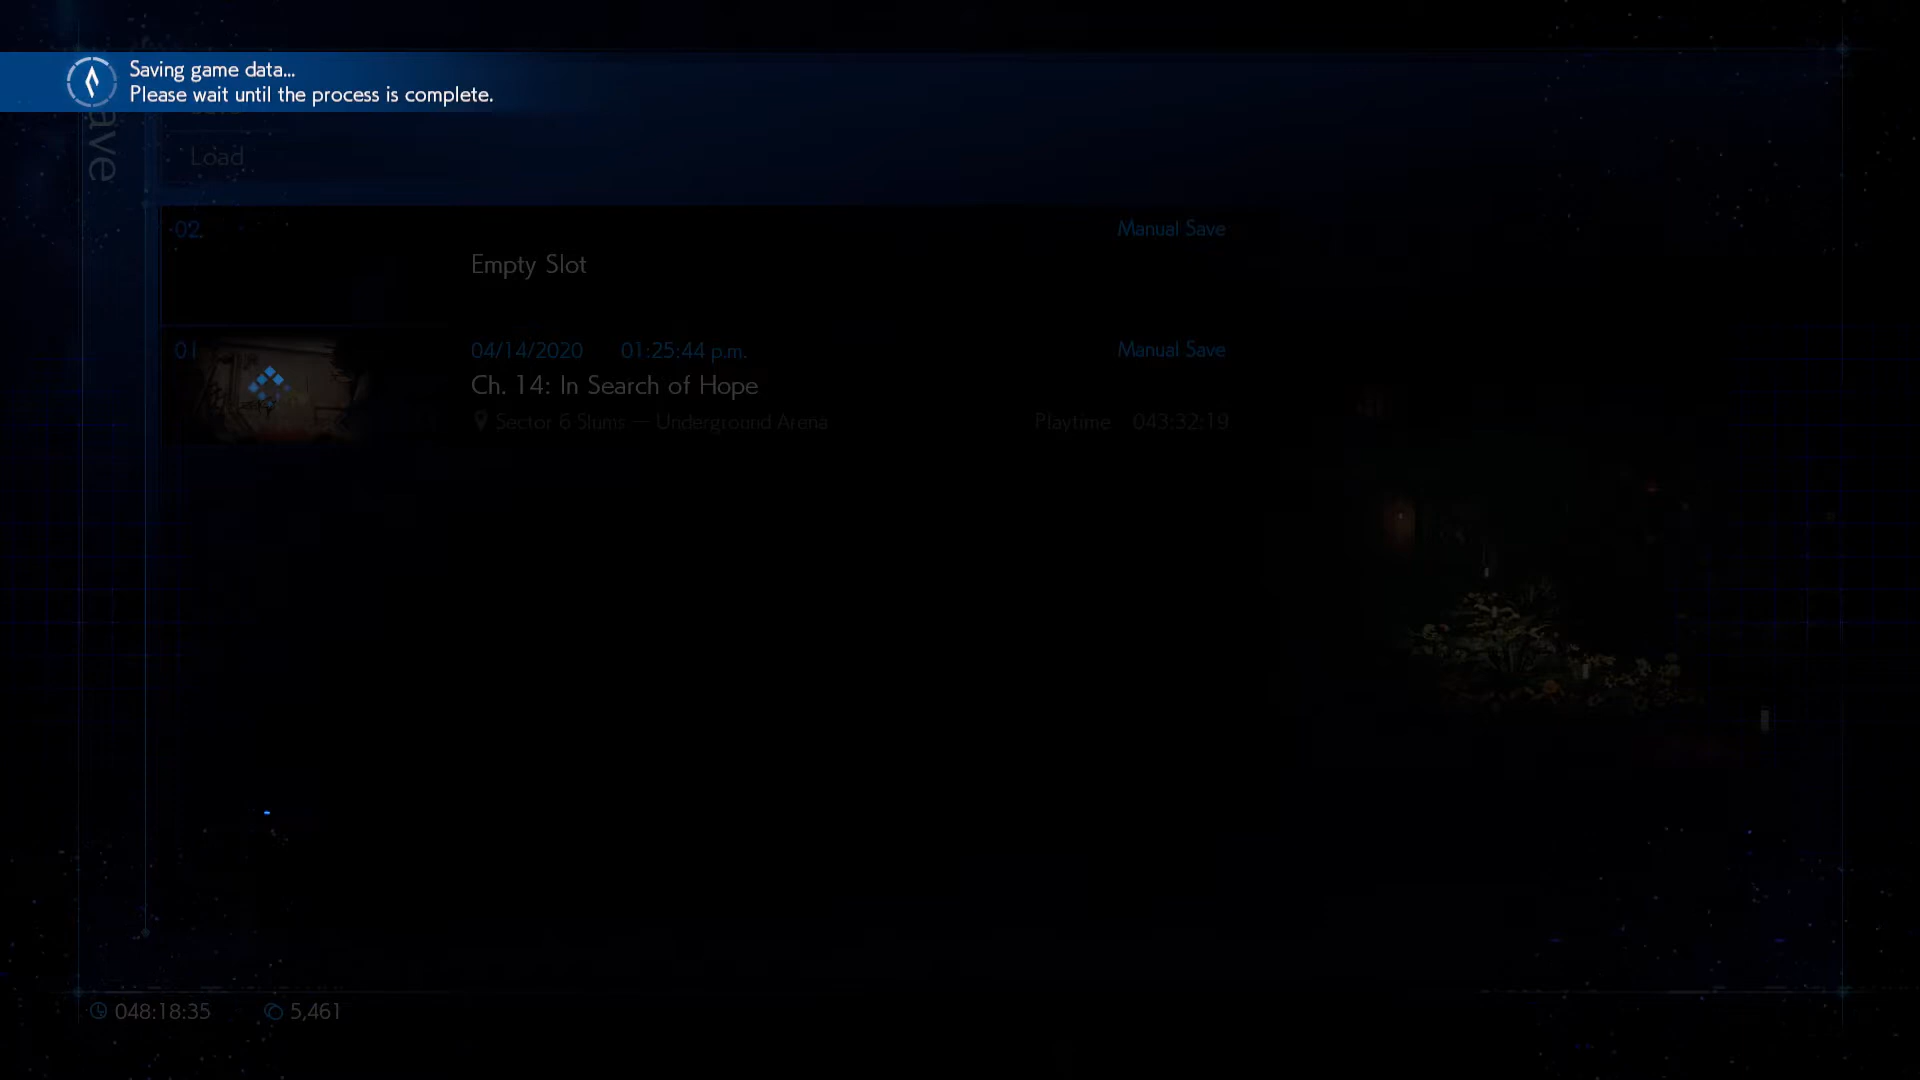 Saving game data...
Please wait until the process is complete.
ave
Load
02
Manual Save
Empty Slot
01
04/14/2020 01:25:44 p.m.
Manual Save
Ch. 14: In Search of Hope
Sector 6 Slums — Underground Arena
Playtime 043:32:19
048:18:35 5,461